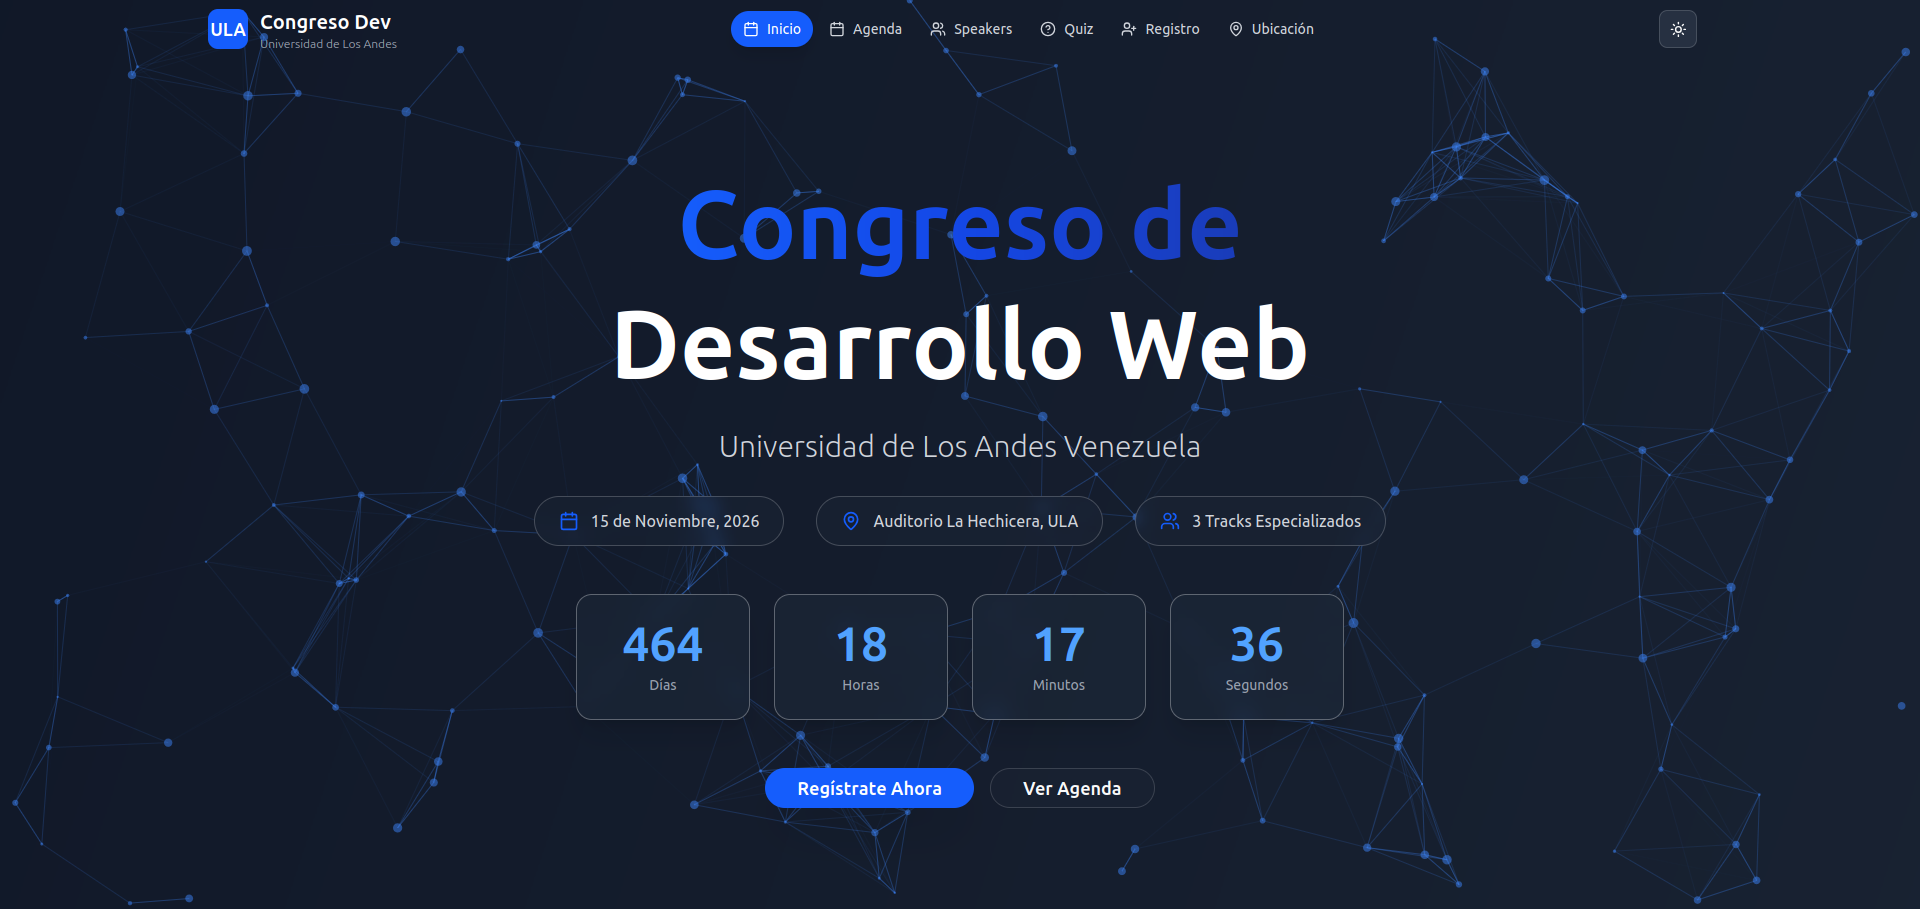 ULA
Congreso Dev
Universidad de Los Andes
Inicio
Agenda
Speakers
Quiz
Registro
Ubicación
Congreso de
Desarrollo Web
Universidad de Los Andes Venezuela
15 de Noviembre, 2026
Auditorio La Hechicera, ULA
3 Tracks Especializados
464
Días
18
Horas
17
Minutos
36
Segundos
Regístrate Ahora
Ver Agenda